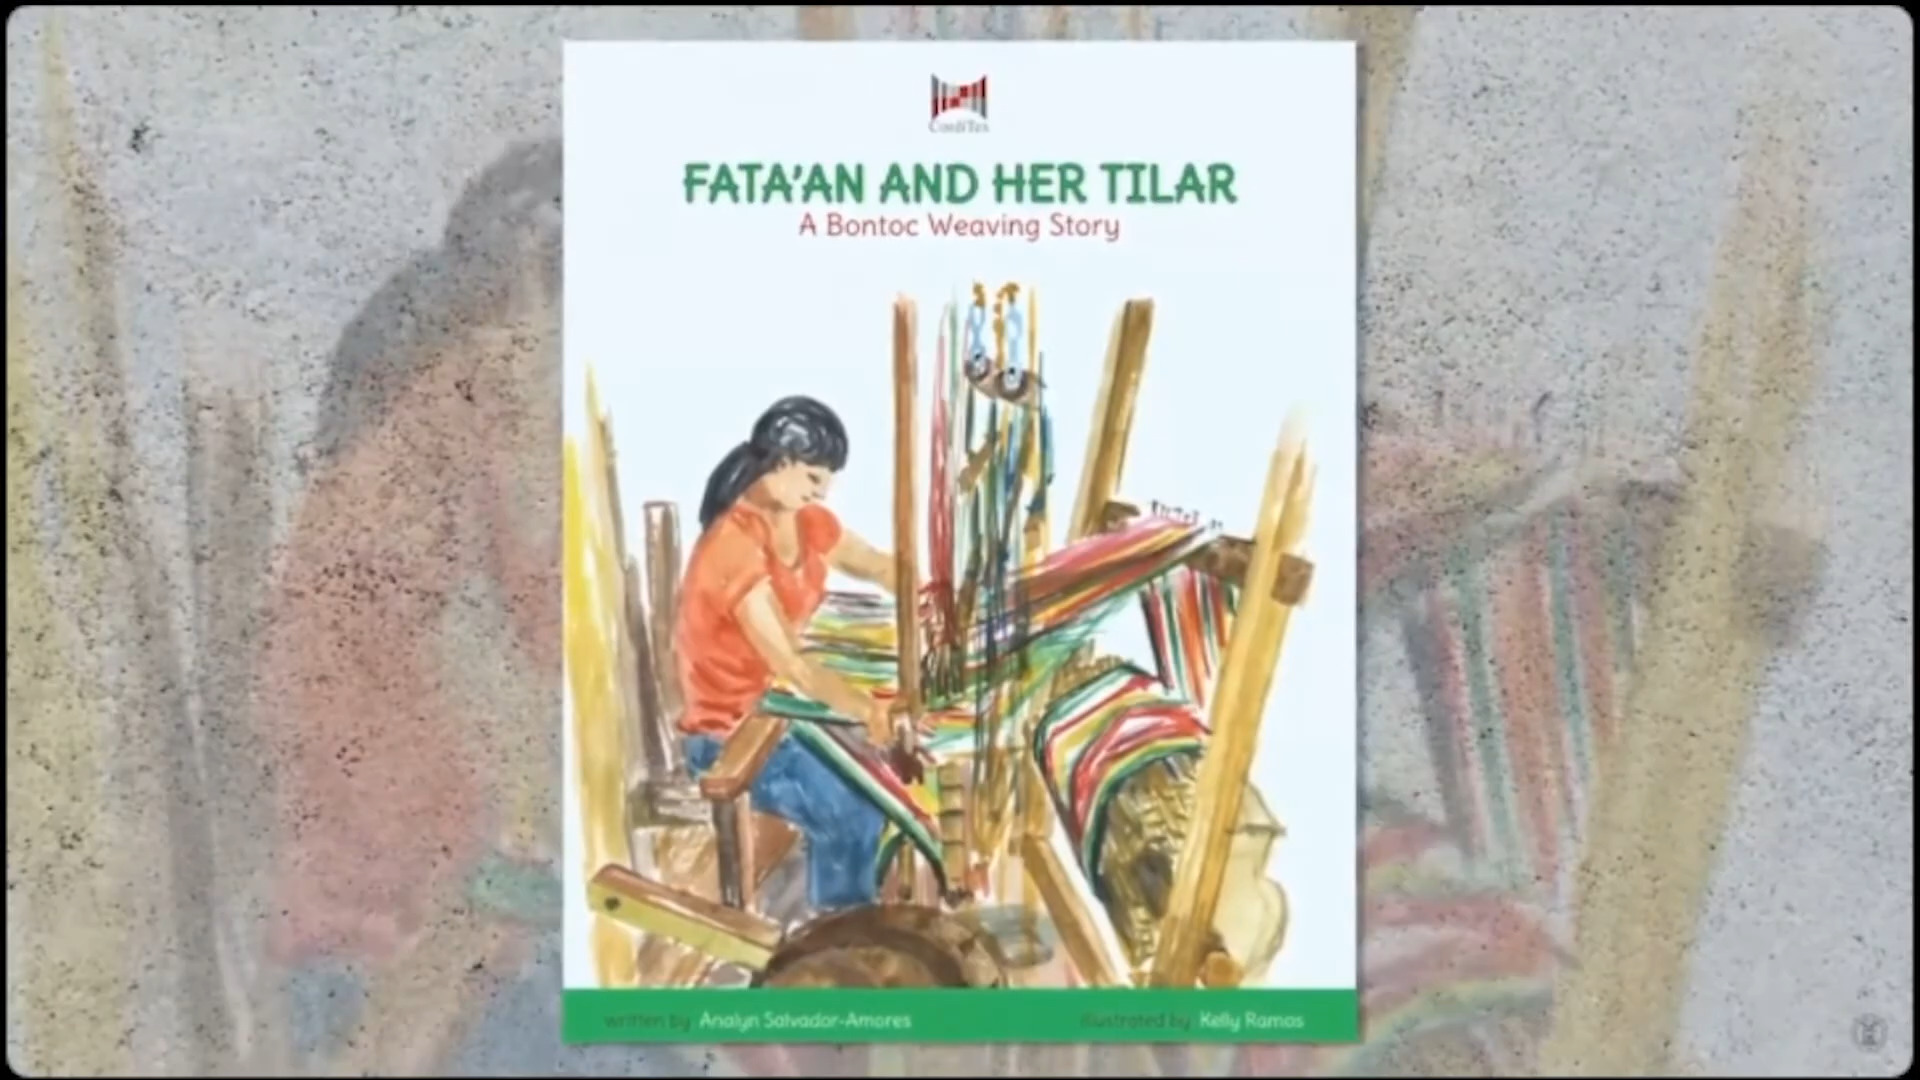 CordiTex
FATA'AN AND HER TILAR
A Bontoc Weaving Story
written by Analyn Salvador-Amores
illustrated by Kelly Ramos